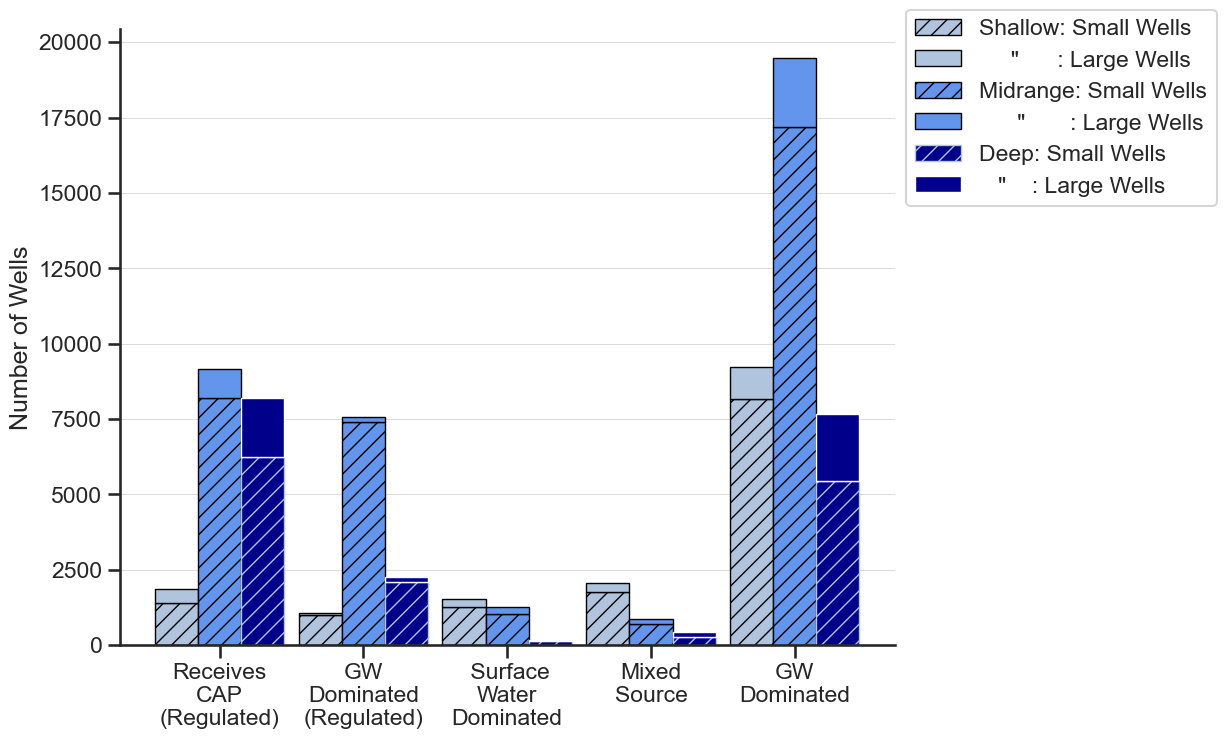 20000
17500
15000
12500
10000
7500
5000
2500
0
Number of Wells
Receives
CAP
(Regulated)
GW
Dominated
(Regulated)
Surface
Water
Dominated
Mixed
Source
GW
Dominated
Shallow: Small Wells
" : Large Wells
Midrange: Small Wells
" : Large Wells
Deep: Small Wells
" : Large Wells